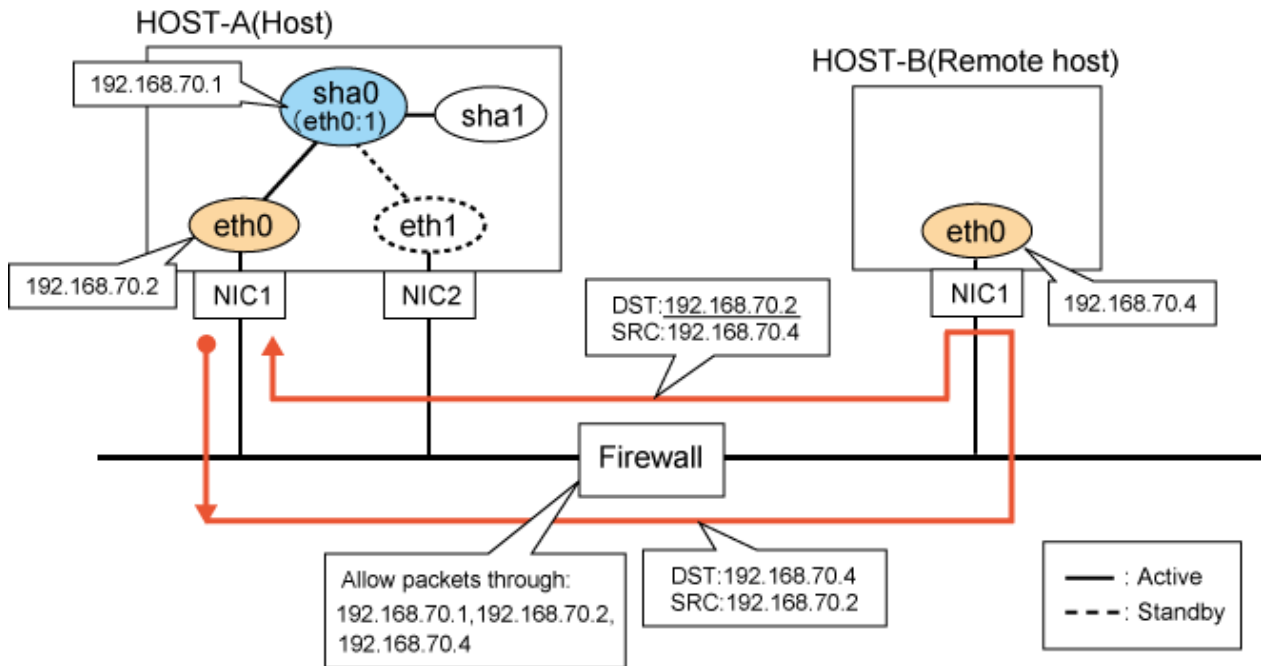 HOST-A(Host)
HOST-B(Remote host)
192.168.70.1
sha0
(eth0:1)
sha1
eth0
eth1
eth0
192.168.70.2
NIC1
NIC2
NIC1
192.168.70.4
DST:192.168.70.2
SRC:192.168.70.4
Firewall
Allow packets through:
192.168.70.1,192.168.70.2,
192.168.70.4
DST:192.168.70.4
SRC:192.168.70.2
: Active
: Standby